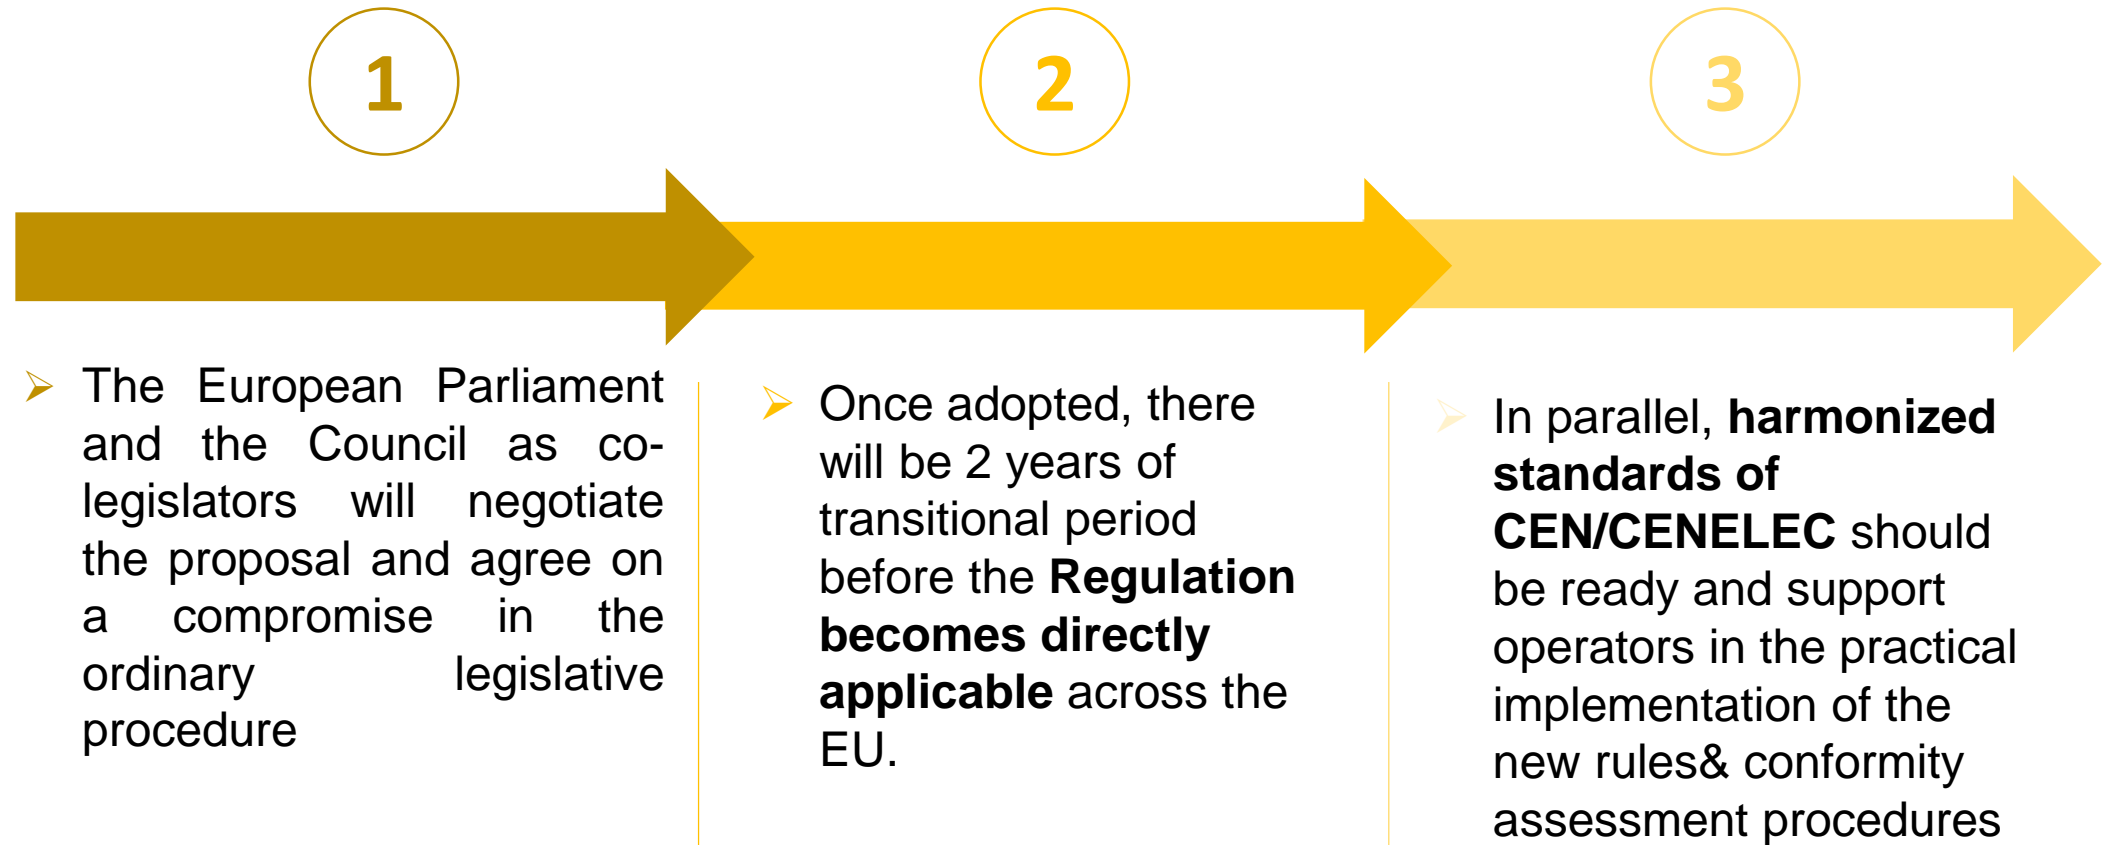 1
The European Parliament
and the Council as co-
legislators will negotiate
the proposal and agree on
a compromise in the
ordinary legislative
procedure
2
Once adopted, there
will be 2 years of
transitional period
before the Regulation
becomes directly
applicable across the
EU.
3
In parallel, harmonized
standards of
CEN/CENELEC should
be ready and support
operators in the practical
implementation of the
new rules& conformity
assessment procedures